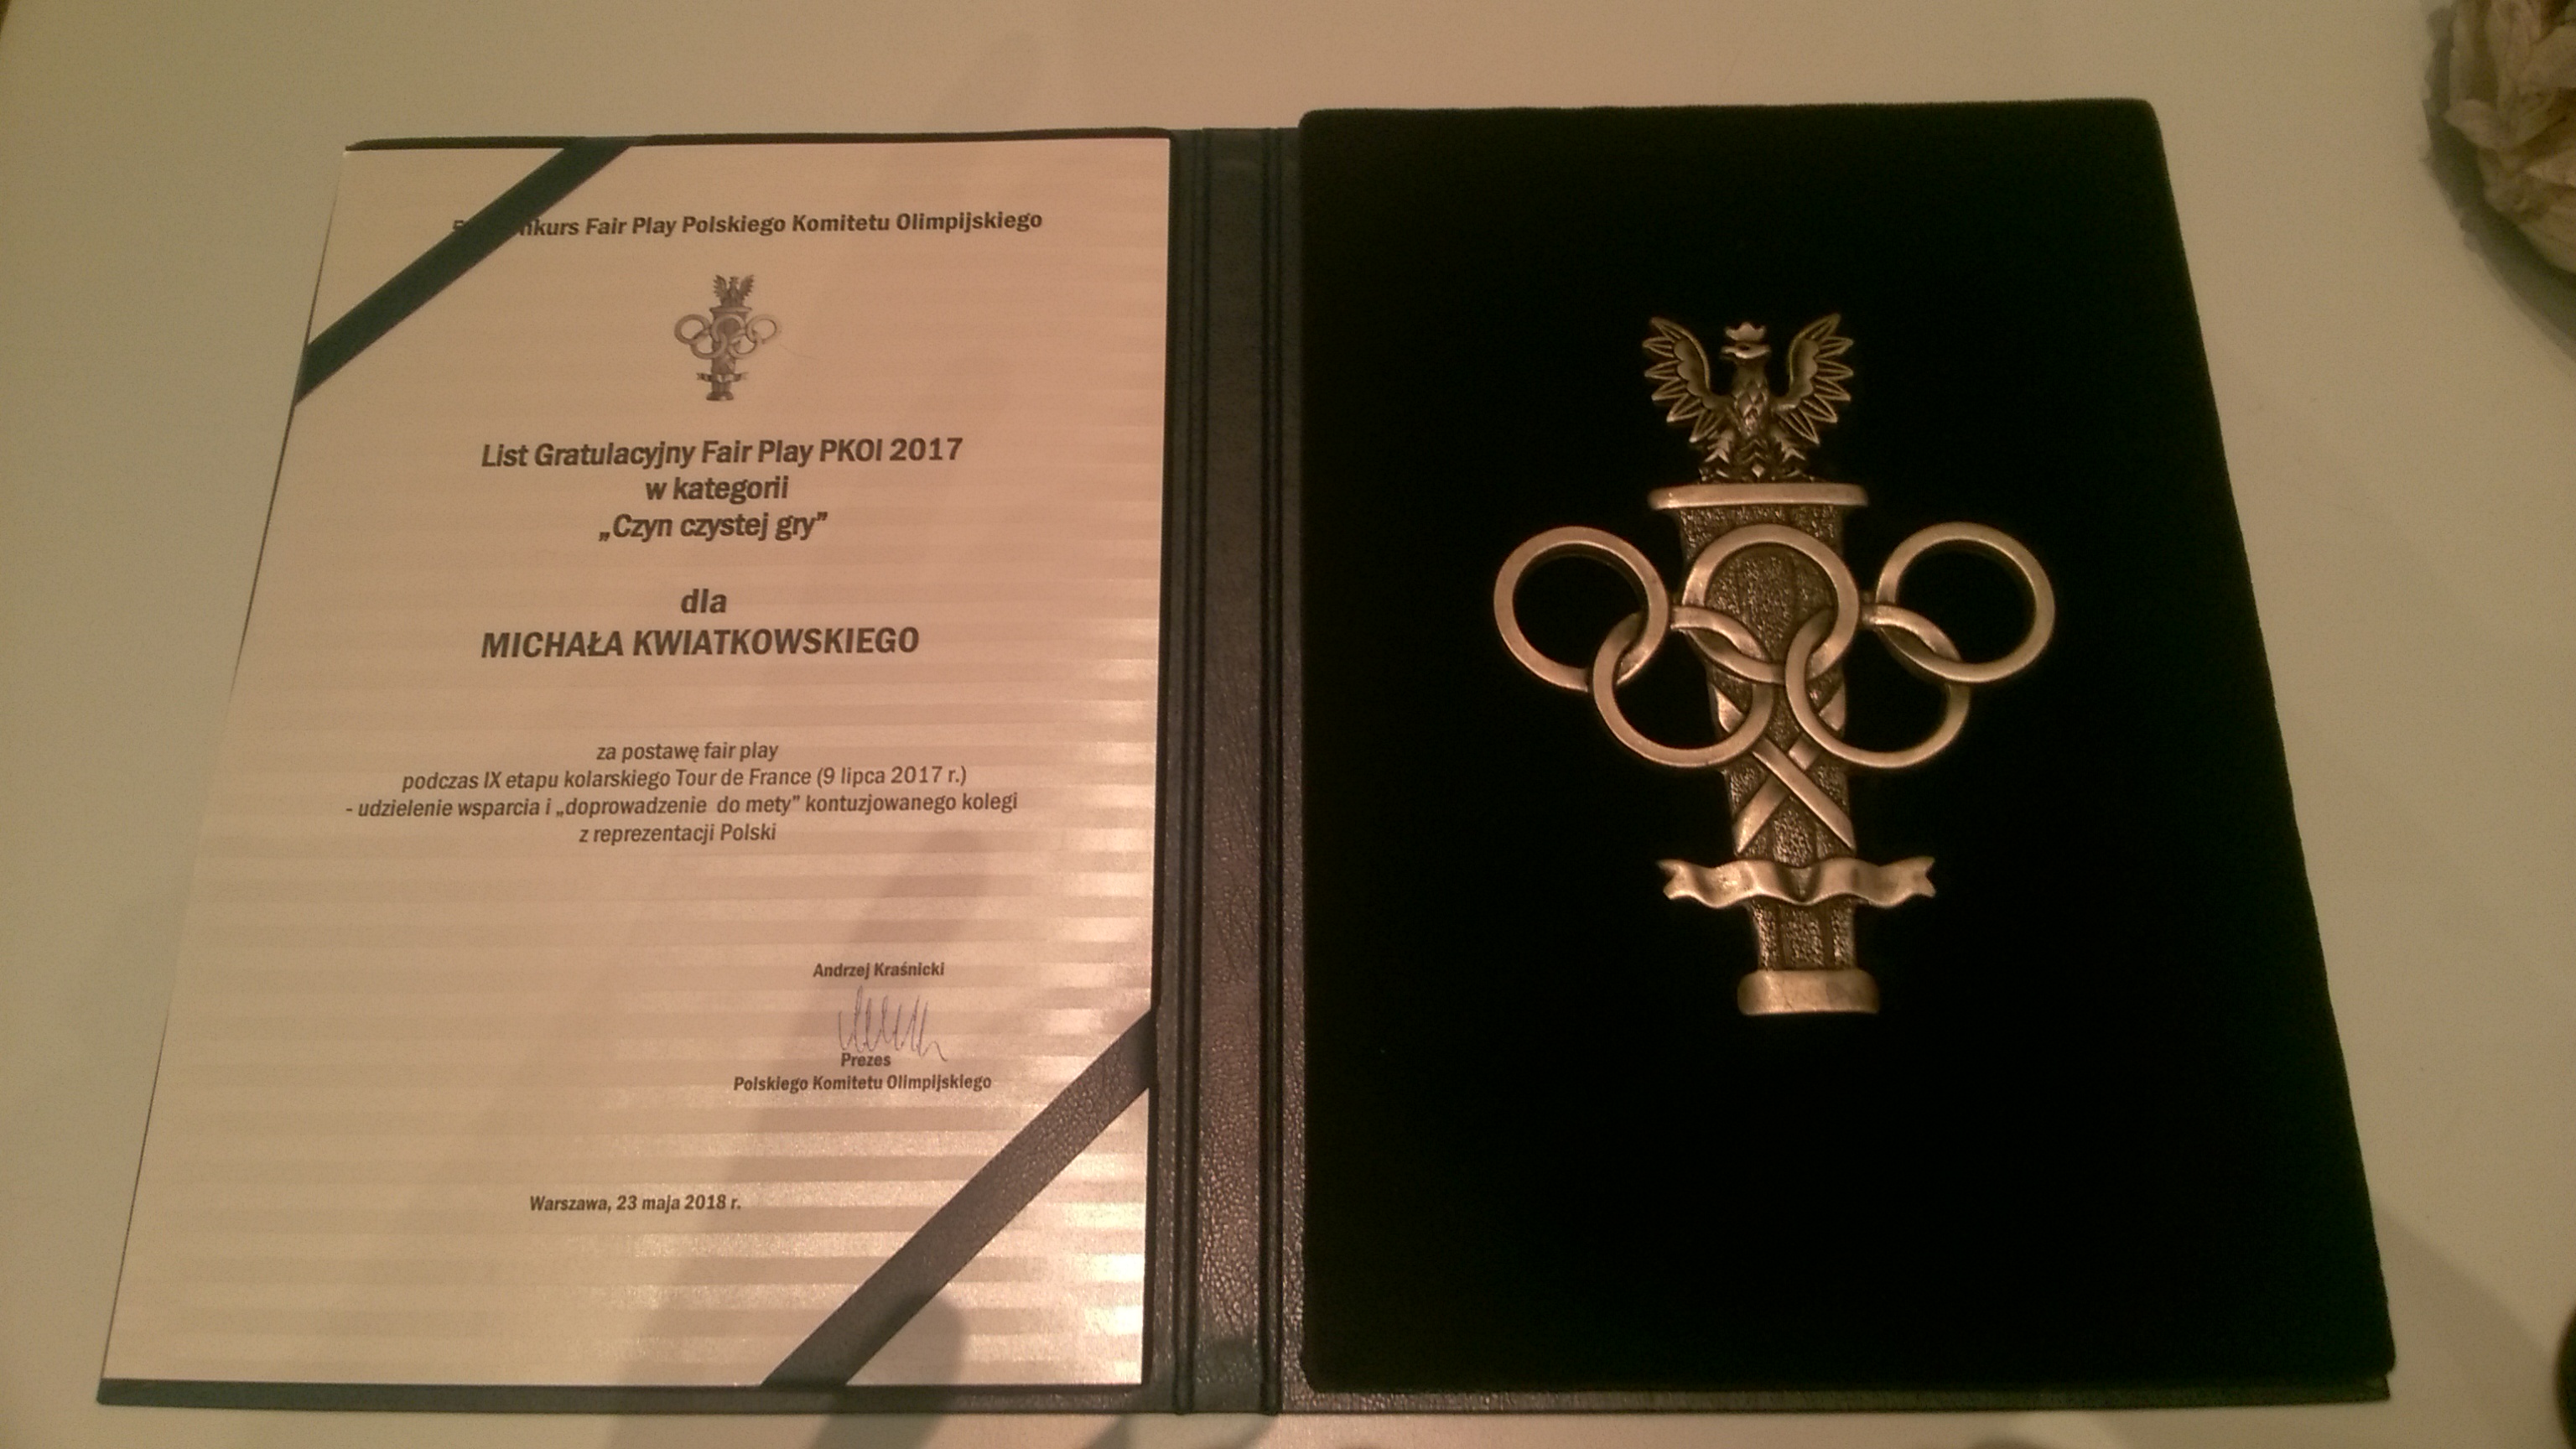 Fair Play Polskiego Komitetu Olimpijskiego
List Gratulacyjny Fair Play PKOl 2017
w kategorii
„Czyn czystej gry”
dla
MICHAŁA KWIATKOWSKIEGO
za postawę fair play
podczas IX etapu kolarskiego Tour de France (9 lipca 2017 r.)
- udzielenie wsparcia i „doprowadzenie do mety” kontuzjowanego kolegi
z reprezentacji Polski
Andrzej Kraśnicki
Prezes
Polskiego Komitetu Olimpijskiego
Warszawa, 23 maja 2018 r.